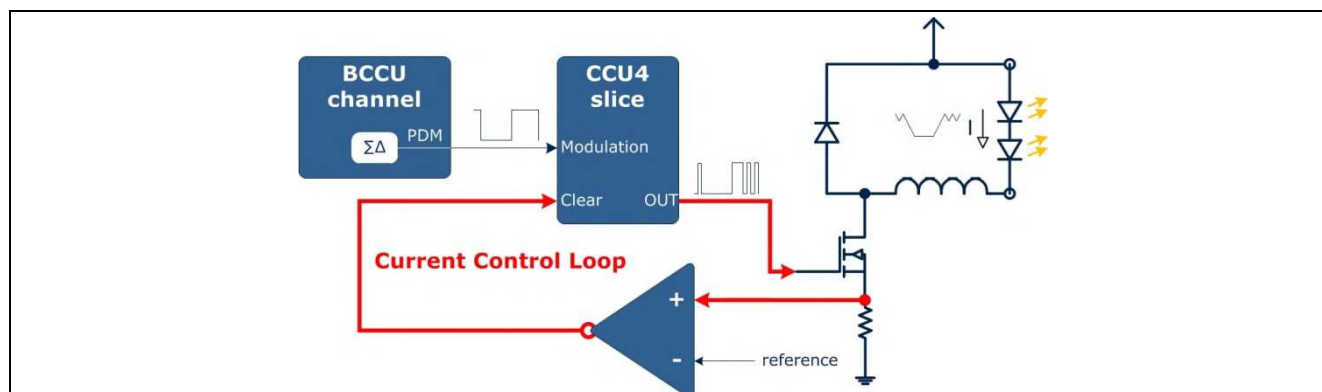 BCCU
channel
ΣΔ
PDM
CCU4
slice
Modulation
Clear
OUT
I
Current Control Loop
+
-
reference